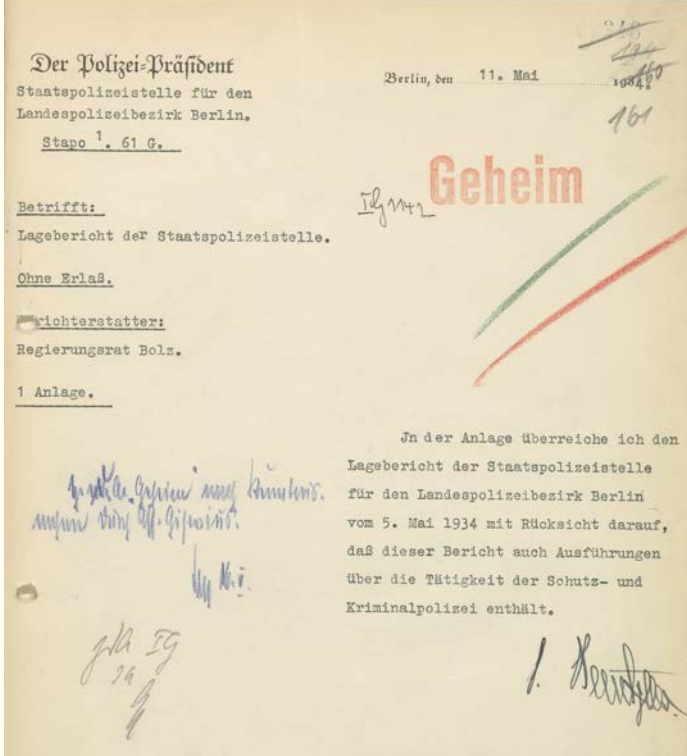 Der Polizei-Präsident
Staatspolizeistelle für den
Landespolizeibezirk Berlin.
Stapo 1. 61 G.
Berlin, den 11. Mai 1934
161
Geheim
Betrifft:
Lagebericht der Staatspolizeistelle.
Ohne Erlaß.
richterstatter:
Regierungsrat Bolz.
1 Anlage.
Jn der Anlage überreiche ich den
Lagebericht der Staatspolizeistelle
für den Landespolizeibezirk Berlin
vom 5. Mai 1934 mit Rücksicht darauf,
daß dieser Bericht auch Ausführungen
über die Tätigkeit der Schutz- und
Kriminalpolizei enthält.